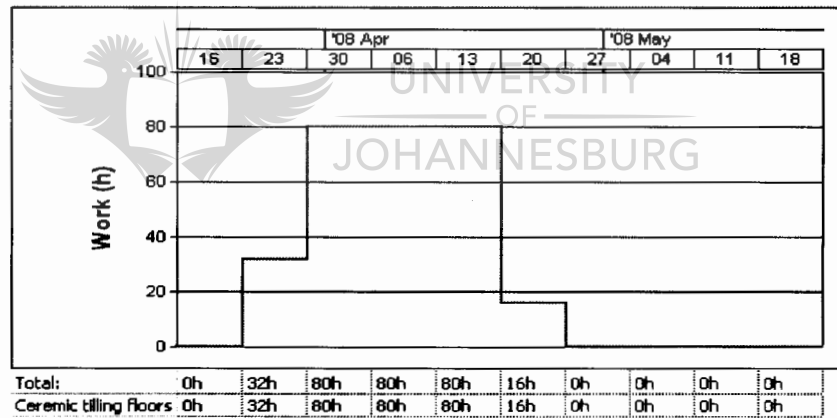 '08 Apr '08 May
16 23 30 06 13 20 27 04 11 18
UNIVERSITY
OF
JOHANNESBURG
Work (h)
100
80
60
40
20
0
Total: 0h 32h 80h 80h 80h 16h 0h 0h 0h 0h
Ceremic tilling floors 0h 32h 80h 80h 80h 16h 0h 0h 0h 0h